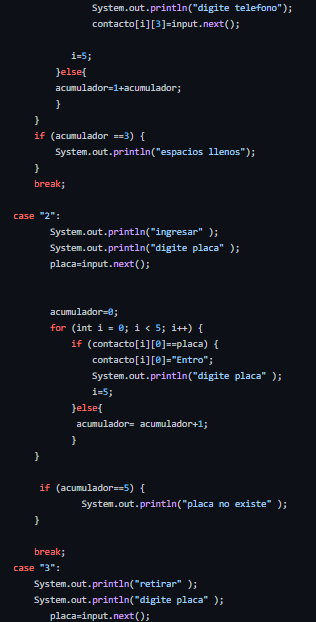 System.out.println("digite telefono");
contacto[i][3]=input.next();
i=5;
}else{
acumulador=1+acumulador;
}
}
if (acumulador ==3) {
System.out.println("espacios llenos");
}
break;
case "2":
System.out.println("ingresar" );
System.out.println("digite placa" );
placa=input.next();
acumulador=0;
for (int i = 0; i < 5; i++) {
if (contacto[i][0]==placa) {
contacto[i][0]="Entro";
System.out.println("digite placa" );
i=5;
}else{
acumulador= acumulador+1;
}
}
if (acumulador==5) {
System.out.println("placa no existe" );
}
break;
case "3":
System.out.println("retirar" );
System.out.println("digite placa" );
placa=input.next();